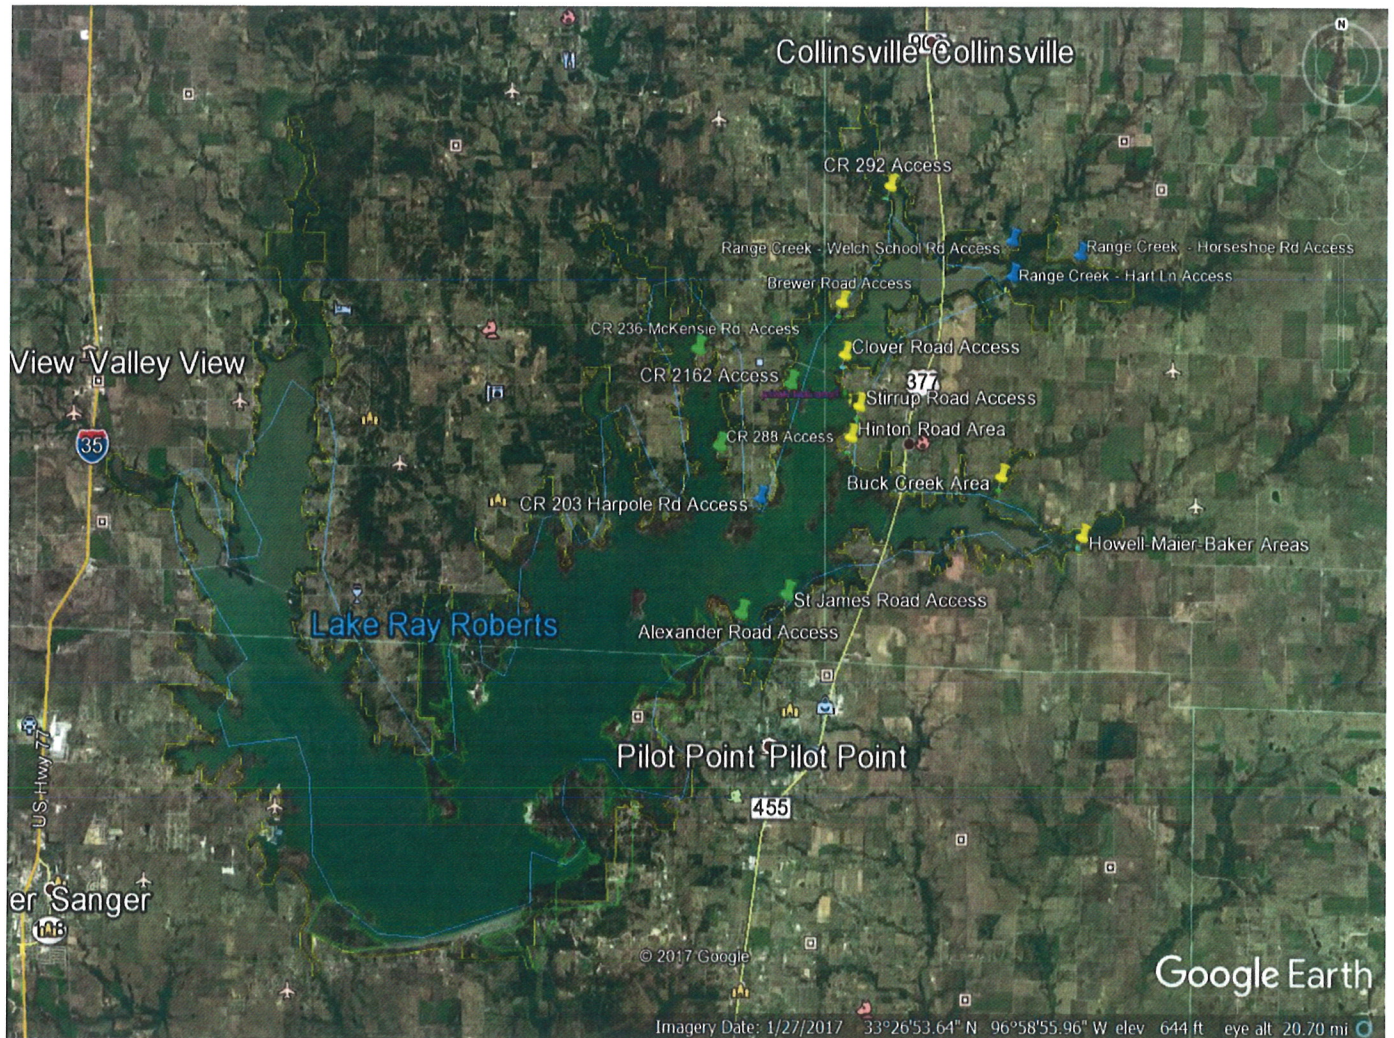 N
Collinsville Collinsville
CR 292 Access
Range Creek - Welch School Rd Access
Range Creek - Horseshoe Rd Access
Range Creek - Hart Ln Access
Brewer Road Access
CR 236-McKensie Rd Access
Clover Road Access
View Valley View
CR 2162 Access
377
Stirrup Road Access
Hinton Road Area
CR 288 Access
35
Buck Creek Area
CR 203 Harpole Rd Access
Howell-Maier-Baker Areas
St James Road Access
Lake Ray Roberts
Alexander Road Access
US Hwy 77
Pilot Point Pilot Point
455
er Sanger
© 2017 Google
Google Earth
Imagery Date: 1/27/2017 33°26'53.64" N 96°58'55.96" W elev 644 ft eye alt 20.70 mi